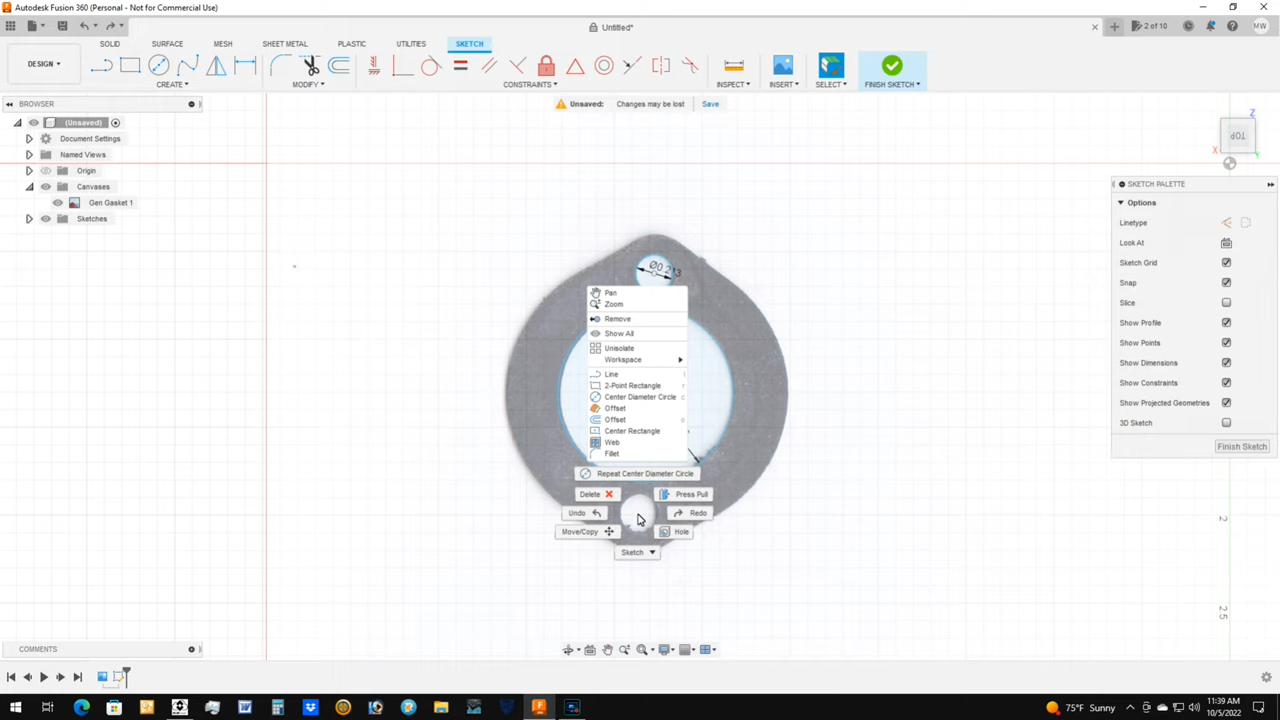 Autodesk Fusion 360 (Personal - Not for Commercial Use)
Untitled*
2 of 10
MW
DESIGN
SOLID SURFACE MESH SHEET METAL PLASTIC UTILITIES SKETCH
CREATE MODIFY CONSTRAINTS INSPECT INSERT SELECT FINISH SKETCH
BROWSER
Unsaved: Changes may be lost Save
(Unsaved)
Document Settings
Named Views
Origin
Canvases
Gen Gasket 1
Sketches
TOP
Z
X
Y
SKETCH PALETTE
Options
Linetype
Look At
Sketch Grid
Snap
Slice
Show Profile
Show Points
Show Dimensions
Show Constraints
Show Projected Geometries
3D Sketch
Finish Sketch
Pan
Zoom
Remove
Show All
Unisolate
Workspace
Line l
2-Point Rectangle r
Center Diameter Circle c
Offset
Offset o
Center Rectangle
Web
Fillet
Repeat Center Diameter Circle
Delete Press Pull
Undo Redo
Move/Copy Hole
Sketch
2
2.5
COMMENTS
75°F Sunny
11:39 AM
10/5/2022